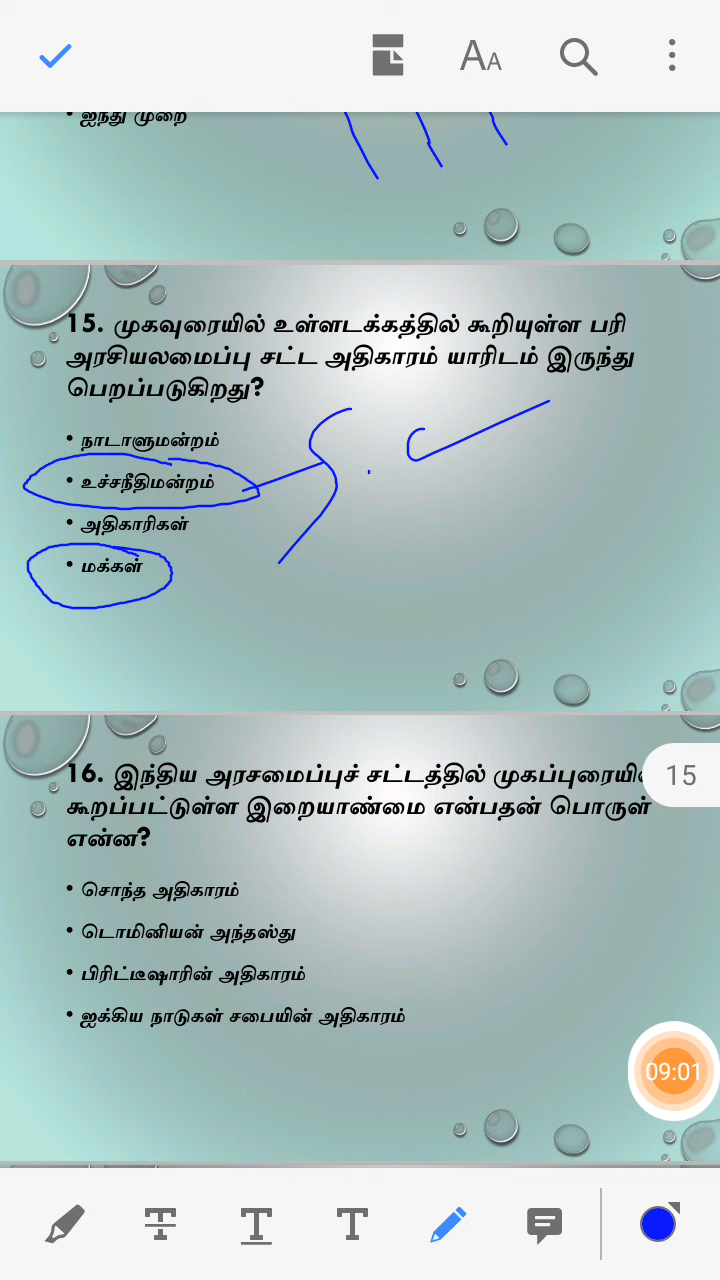 AA
• ஐந்து முறை
15. முகவுரையில் உள்ளடக்கத்தில் கூறியுள்ள பரி
அரசியலமைப்பு சட்ட அதிகாரம் யாரிடம் இருந்து
பெறப்படுகிறது?
• நாடாளுமன்றம்
• உச்சநீதிமன்றம்
• அதிகாரிகள்
• மக்கள்
S. C
16. இந்திய அரசமைப்புச் சட்டத்தில் முகப்புரையில்
கூறப்பட்டுள்ள இறையாண்மை என்பதன் பொருள்
என்ன?
15
• சொந்த அதிகாரம்
• டொமினியன் அந்தஸ்து
• பிரிட்டீஷாரின் அதிகாரம்
• ஐக்கிய நாடுகள் சபையின் அதிகாரம்
09:01
T T T